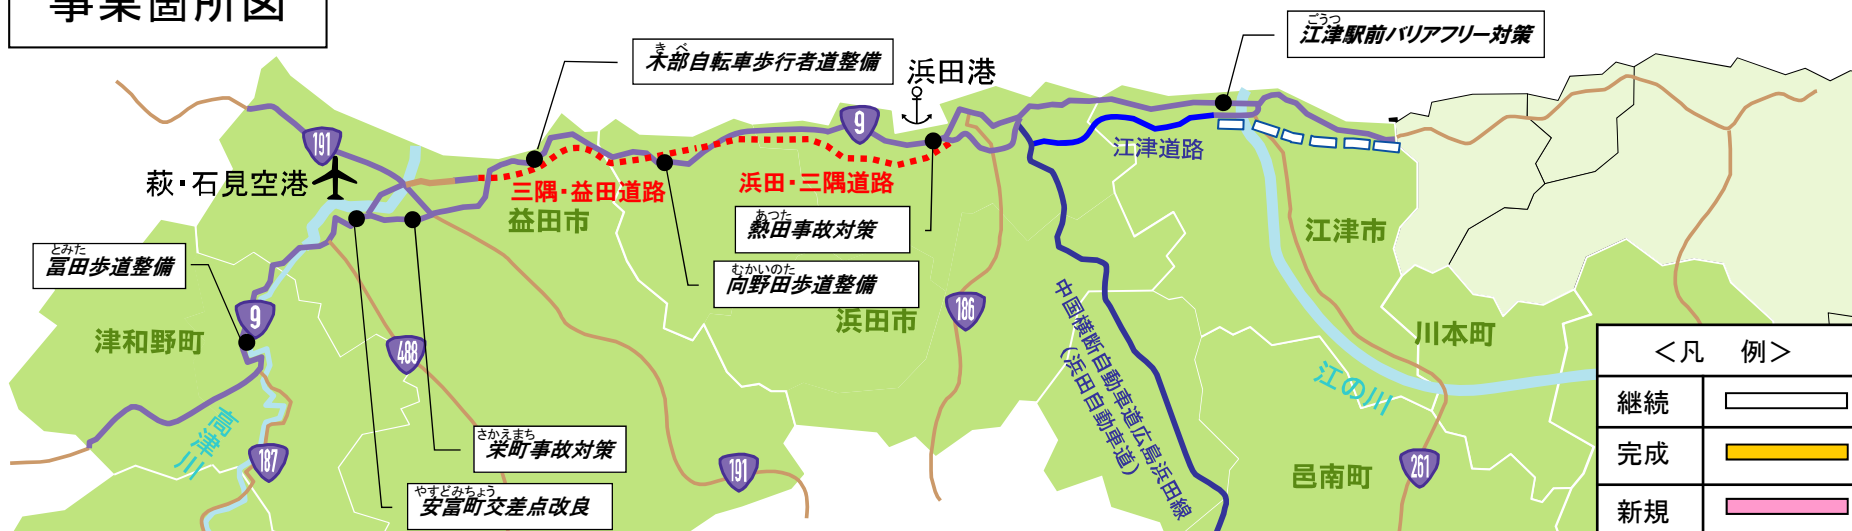 事業箇所図
ごうつ
江津駅前バリアフリー対策
きべ
木部自転車歩行者道整備
浜田港
9
191
江津道路
萩・石見空港
三隅・益田道路
浜田・三隅道路
益田市
あつた
熱田事故対策
江津市
とみた
冨田歩道整備
むかいのた
向野田歩道整備
9
浜田市
186
中国横断自動車道広島浜田線
（浜田自動車道）
津和野町
488
川本町
江の川
＜凡　例＞
継続
完成
新規
高津川
187
さかえまち
栄町事故対策
191
261
邑南町
やすどみちょう
安富町交差点改良